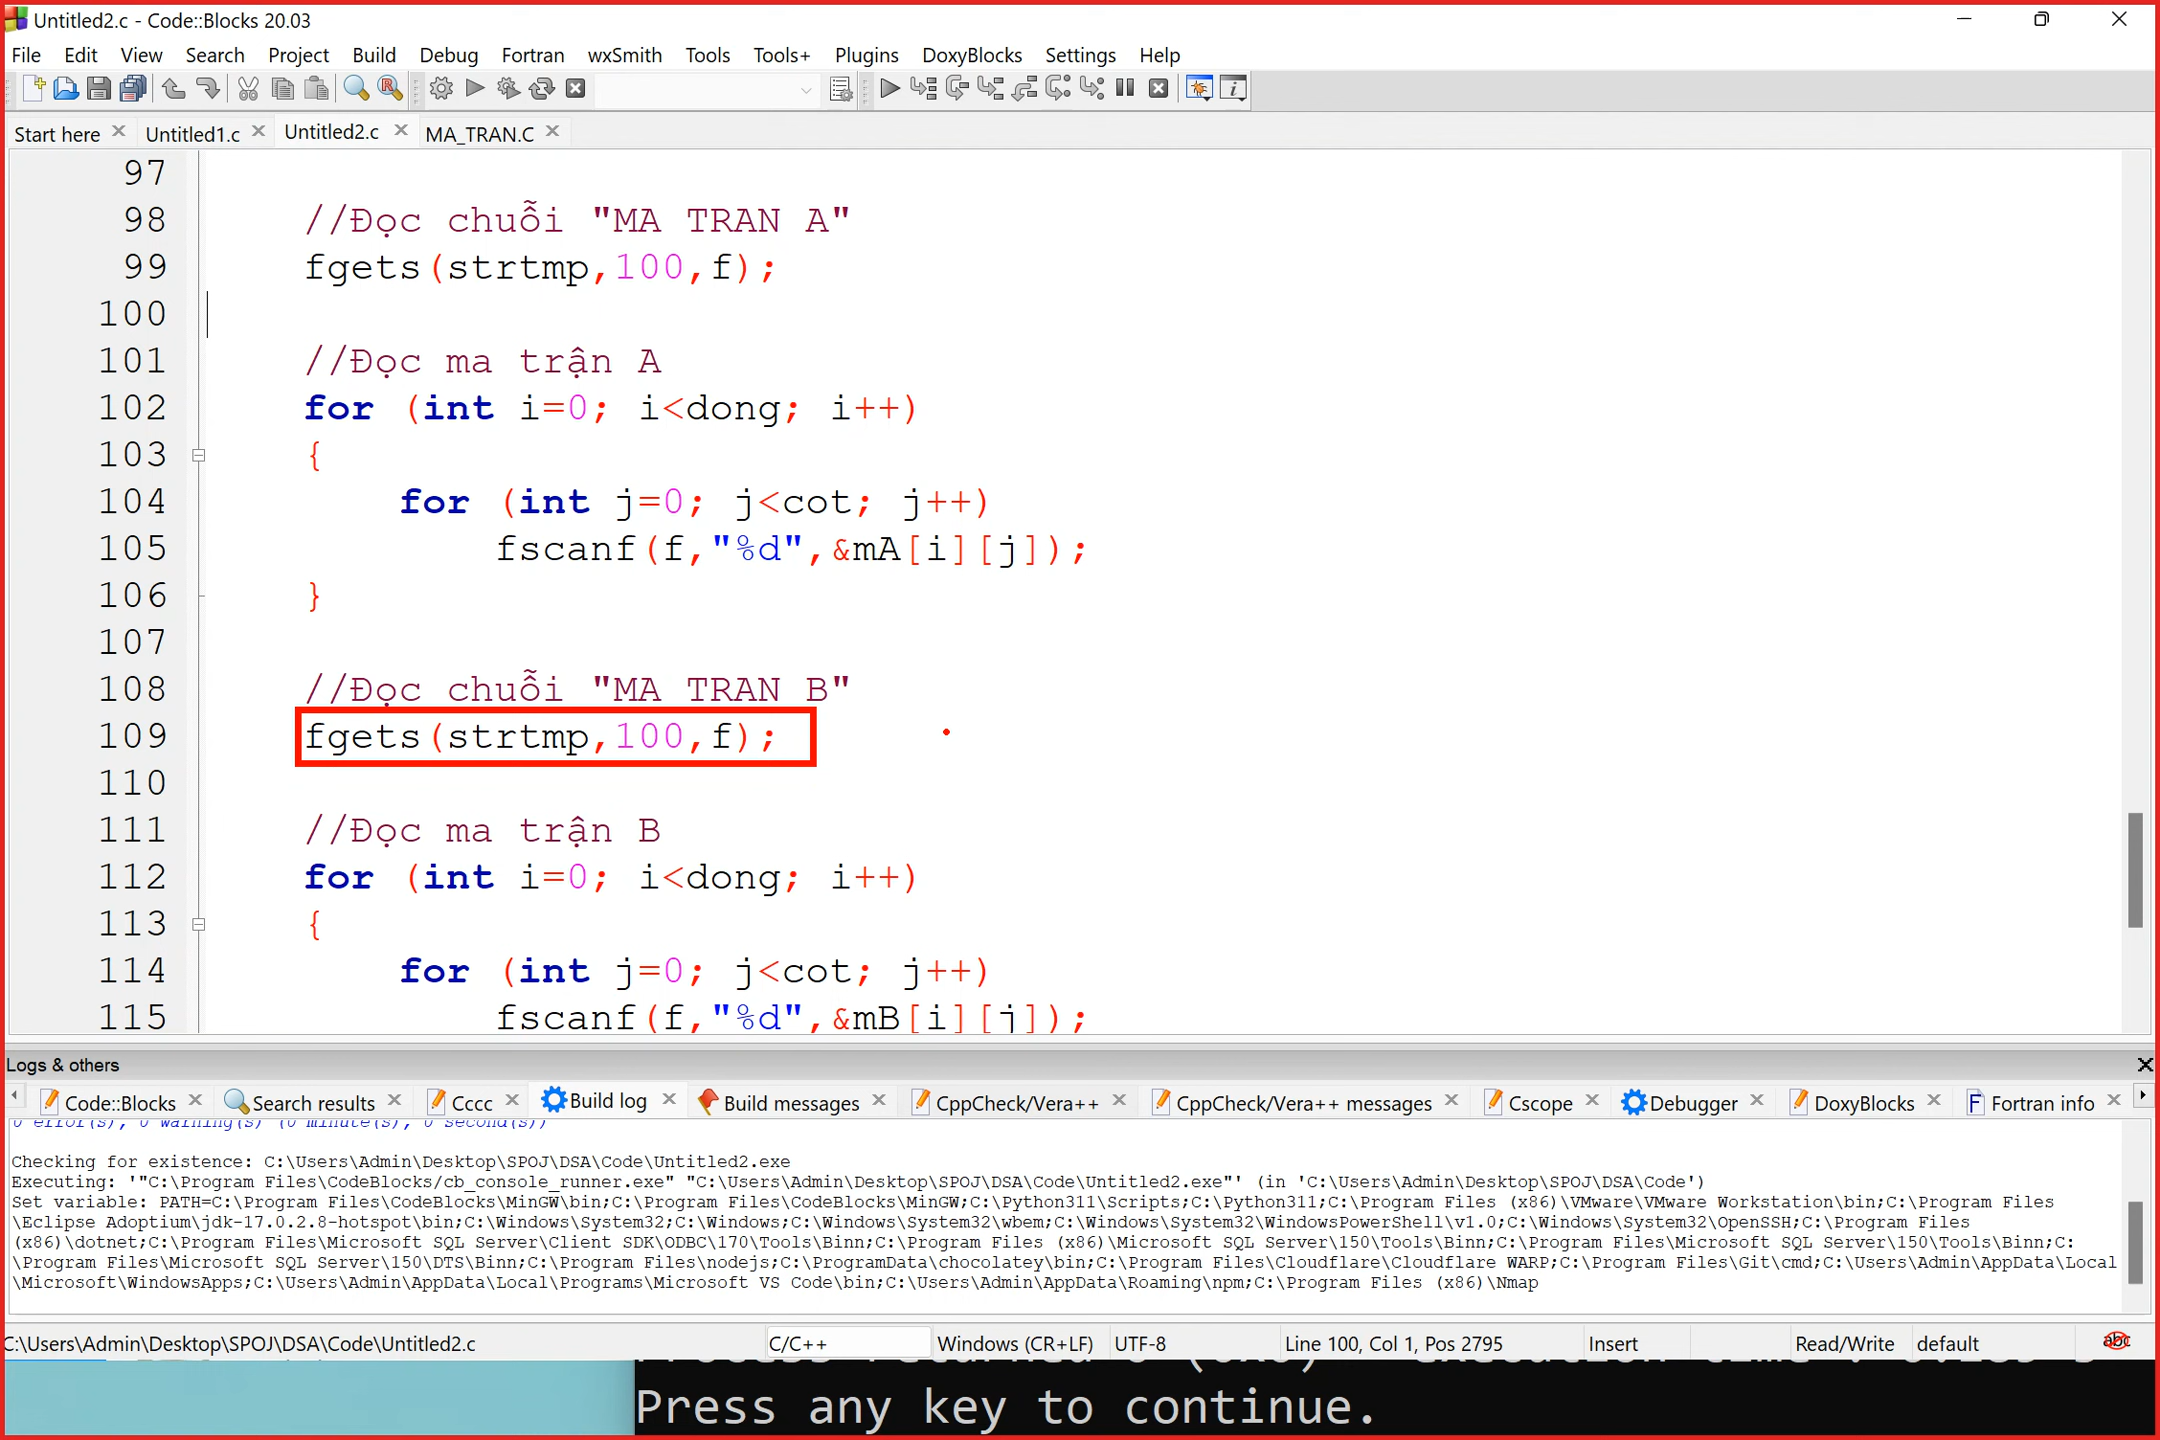 Untitled2.c - Code::Blocks 20.03
File Edit View Search Project Build Debug Fortran wxSmith Tools Tools+ Plugins DoxyBlocks Settings Help
Start here Untitled1.c Untitled2.c MA_TRAN.C
97
98 //Đọc chuỗi "MA TRAN A"
99 fgets(strtmp,100,f);
100
101 //Đọc ma trận A
102 for (int i=0; i<dong; i++)
103 {
104 for (int j=0; j<cot; j++)
105 fscanf(f,"%d",&mA[i][j]);
106 }
107
108 //Đọc chuỗi "MA TRAN B"
109 fgets(strtmp,100,f);
110
111 //Đọc ma trận B
112 for (int i=0; i<dong; i++)
113 {
114 for (int j=0; j<cot; j++)
115 fscanf(f,"%d",&mB[i][j]);
Logs & others
Code::Blocks Search results Cccc Build log Build messages CppCheck/Vera++ CppCheck/Vera++ messages Cscope Debugger DoxyBlocks Fortran info
0 error(s), 0 warning(s) (0 minute(s), 0 second(s))
Checking for existence: C:\Users\Admin\Desktop\SPOJ\DSA\Code\Untitled2.exe
Executing: '"C:\Program Files\CodeBlocks/cb_console_runner.exe" "C:\Users\Admin\Desktop\SPOJ\DSA\Code\Untitled2.exe"' (in 'C:\Users\Admin\Desktop\SPOJ\DSA\Code')
Set variable: PATH=C:\Program Files\CodeBlocks\MinGW\bin;C:\Program Files\CodeBlocks\MinGW;C:\Python311\Scripts;C:\Python311;C:\Program Files (x86)\VMware\VMware Workstation\bin;C:\Program Files
\Eclipse Adoptium\jdk-17.0.2.8-hotspot\bin;C:\Windows\System32;C:\Windows;C:\Windows\System32\wbem;C:\Windows\System32\WindowsPowerShell\v1.0;C:\Windows\System32\OpenSSH;C:\Program Files
(x86)\dotnet;C:\Program Files\Microsoft SQL Server\Client SDK\ODBC\170\Tools\Binn;C:\Program Files (x86)\Microsoft SQL Server\150\Tools\Binn;C:\Program Files\Microsoft SQL Server\150\Tools\Binn;C:
\Program Files\Microsoft SQL Server\150\DTS\Binn;C:\Program Files\nodejs;C:\ProgramData\chocolatey\bin;C:\Program Files\Cloudflare\Cloudflare WARP;C:\Program Files\Git\cmd;C:\Users\Admin\AppData\Local
\Microsoft\WindowsApps;C:\Users\Admin\AppData\Local\Programs\Microsoft VS Code\bin;C:\Users\Admin\AppData\Roaming\npm;C:\Program Files (x86)\Nmap
C:\Users\Admin\Desktop\SPOJ\DSA\Code\Untitled2.c C/C++ Windows (CR+LF) UTF-8 Line 100, Col 1, Pos 2795 Insert Read/Write default
Press any key to continue.